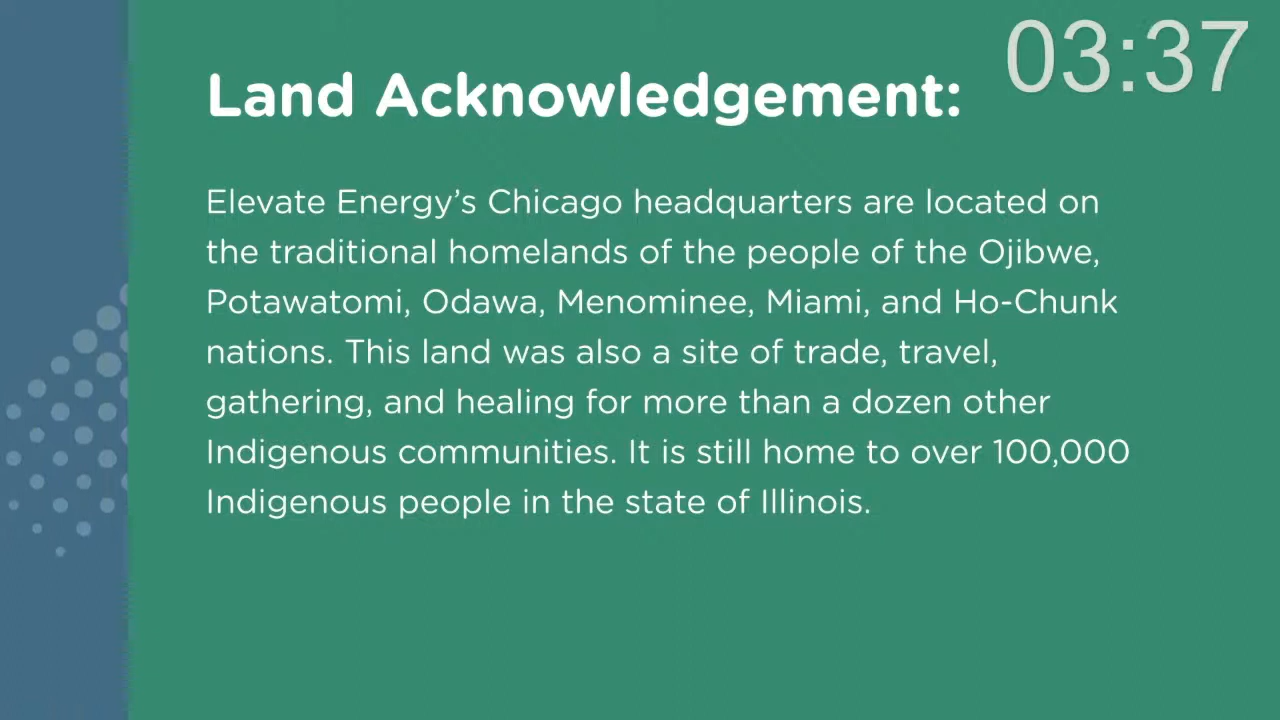 03:37
Land Acknowledgement:
Elevate Energy’s Chicago headquarters are located on
the traditional homelands of the people of the Ojibwe,
Potawatomi, Odawa, Menominee, Miami, and Ho-Chunk
nations. This land was also a site of trade, travel,
gathering, and healing for more than a dozen other
Indigenous communities. It is still home to over 100,000
Indigenous people in the state of Illinois.